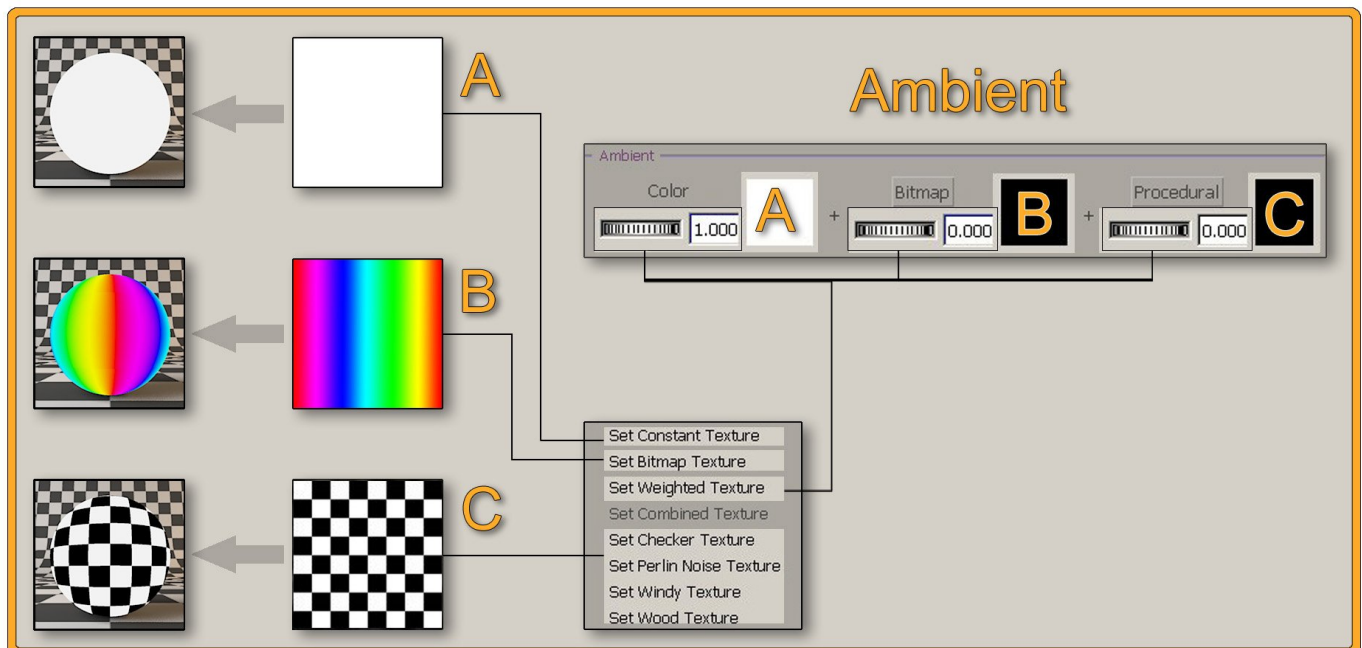 A
Ambient
Ambient
Color
A
+
Bitmap
B
+
Procedural
C
1.000
0.000
0.000
B
Set Constant Texture
Set Bitmap Texture
Set Weighted Texture
Set Combined Texture
Set Checker Texture
Set Perlin Noise Texture
Set Windy Texture
Set Wood Texture
C